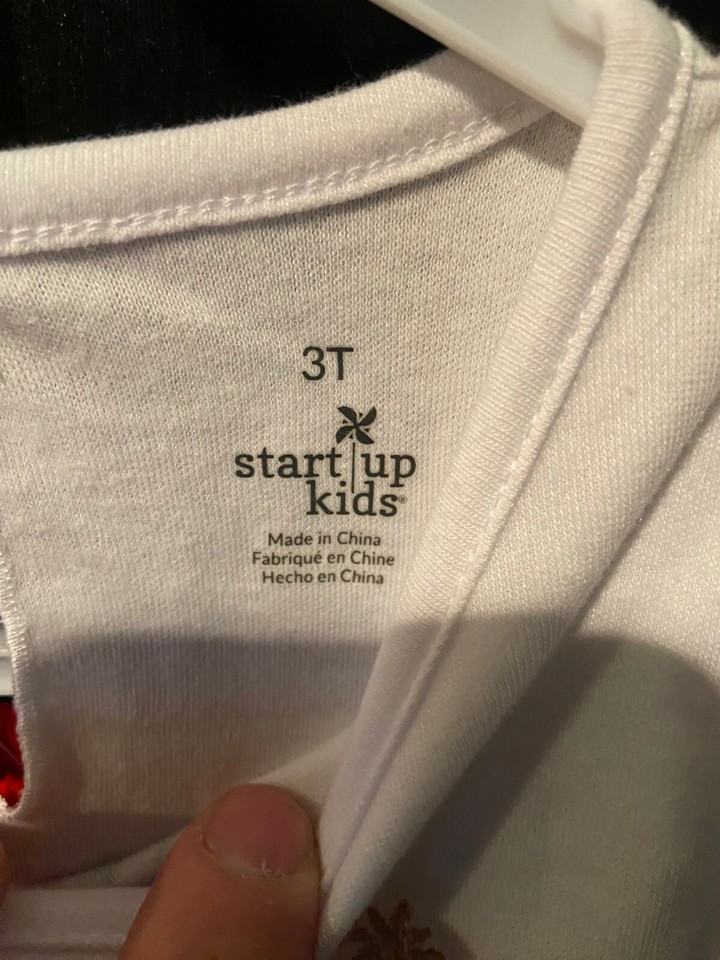 3T
start up
kids®
Made in China
Fabriqué en Chine
Hecho en China